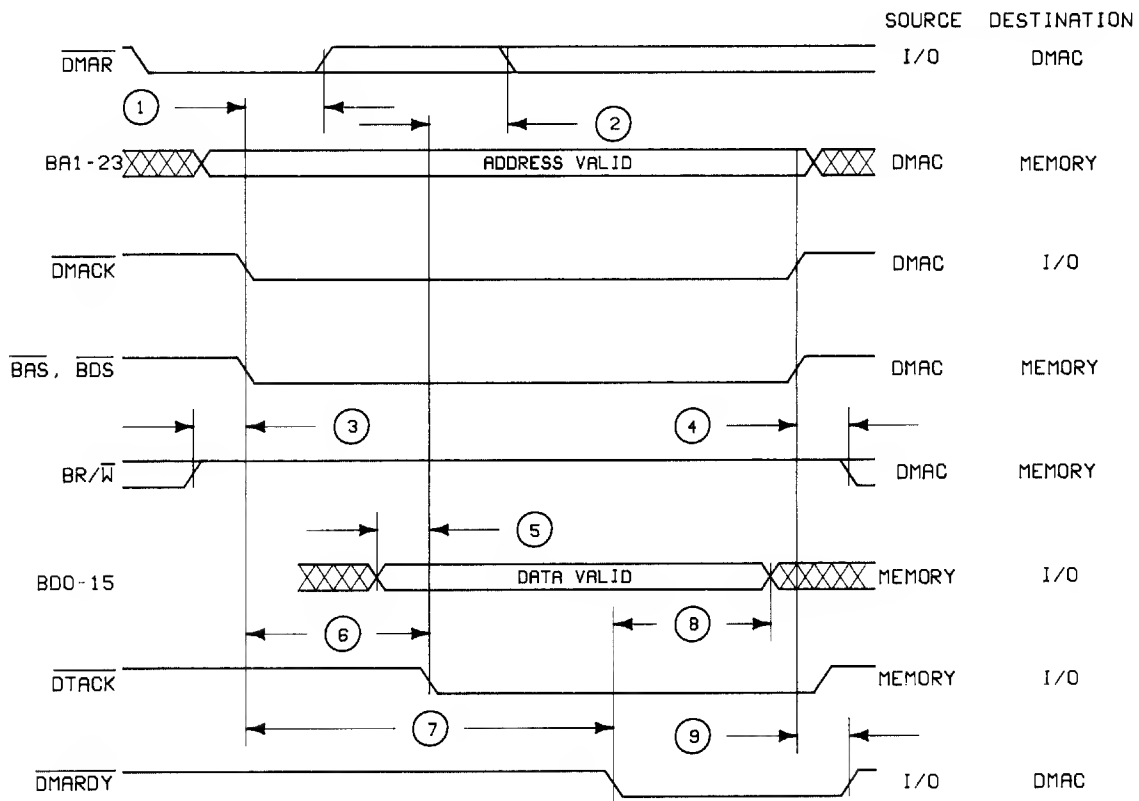 SOURCE DESTINATION
DMAR I/O DMAC
1
2
BA1-23 ADDRESS VALID DMAC MEMORY
DMACK DMAC I/O
BAS, BDS DMAC MEMORY
3 4
BR/W DMAC MEMORY
5
BD0-15 DATA VALID MEMORY I/O
6 8
DTACK MEMORY I/O
7 9
DMARDY I/O DMAC